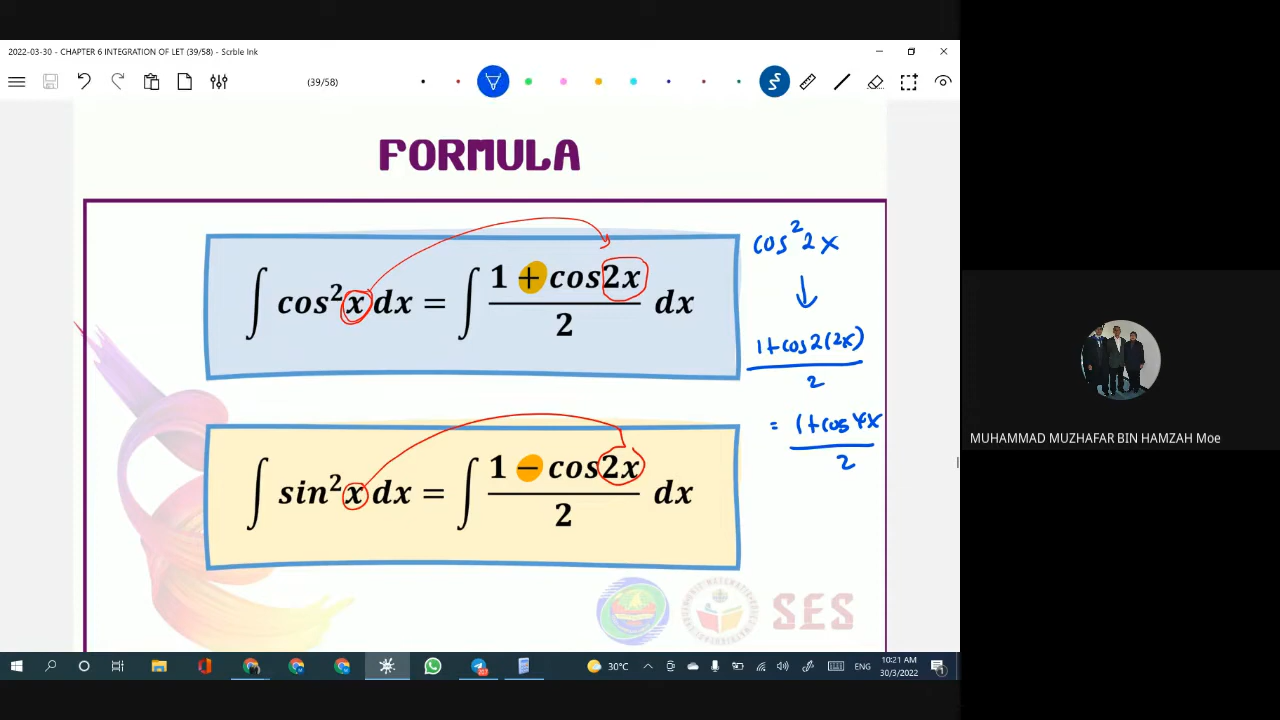 2022-03-30 - CHAPTER 6 INTEGRATION OF LET (39/58) - Scrble Ink
(39/58)
FORMULA
∫ cos²x dx = ∫ (1 + cos2x)/2 dx
cos²2x
↓
(1+cos2(2x))/2
= (1+cos4x)/2
∫ sin²x dx = ∫ (1 − cos2x)/2 dx
SES
MUHAMMAD MUZHAFAR BIN HAMZAH Moe
30°C
ENG
10:21 AM
30/3/2022